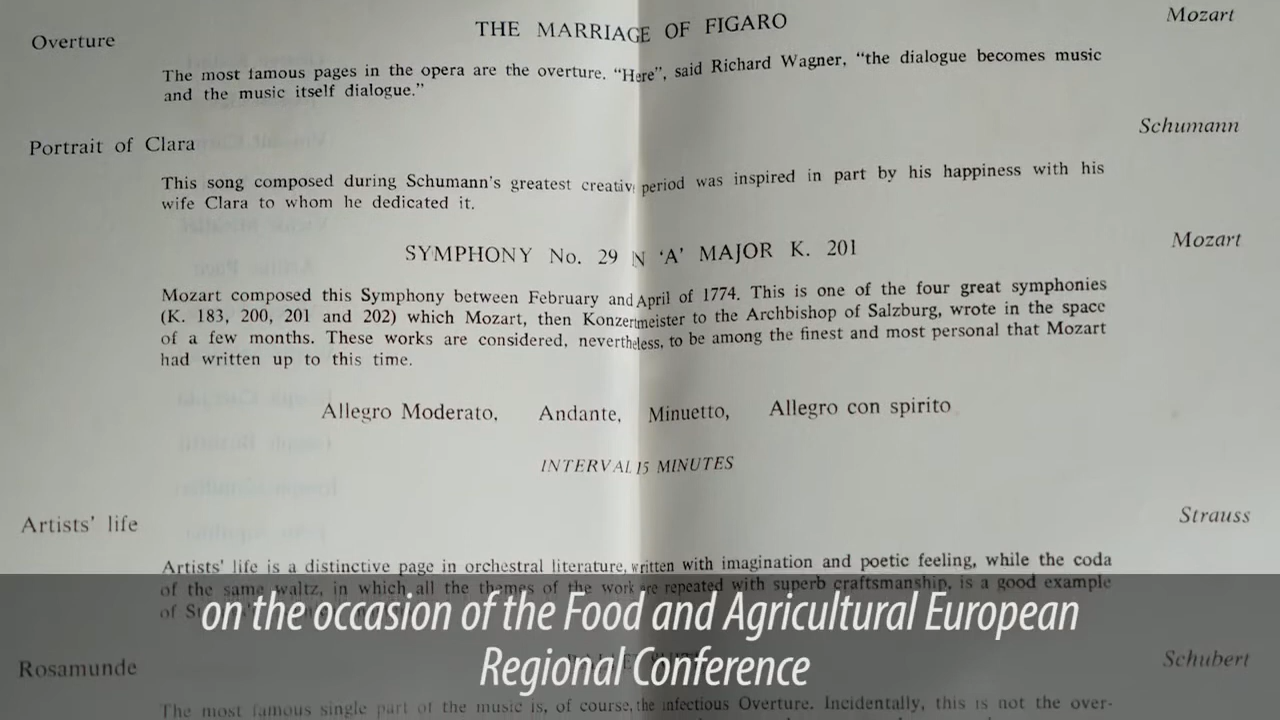 THE MARRIAGE OF FIGARO
Mozart
Overture
The most famous pages in the opera are the overture. “Here”, said Richard Wagner, “the dialogue becomes music
and the music itself dialogue.”
Schumann
Portrait of Clara
This song composed during Schumann’s greatest creativ period was inspired in part by his happiness with his
wife Clara to whom he dedicated it.
Mozart
SYMPHONY No. 29 N ‘A’ MAJOR K. 201
Mozart composed this Symphony between February and April of 1774. This is one of the four great symphonies
(K. 183, 200, 201 and 202) which Mozart, then Konzertmeister to the Archbishop of Salzburg, wrote in the space
of a few months. These works are considered, nevertheless, to be among the finest and most personal that Mozart
had written up to this time.
Allegro Moderato, Andante, Minuetto, Allegro con spirito
INTERVAL 15 MINUTES
Strauss
Artists’ life
Artists’ life is a distinctive page in orchestral literature, written with imagination and poetic feeling, while the coda
of the same waltz, in which all the themes of the work are repeated with superb craftsmanship, is a good example
of
on the occasion of the Food and Agricultural European
Regional Conference
Rosamunde
Schubert
The most famous single part of the music is, of course, the infectious Overture. Incidentally, this is not the over-